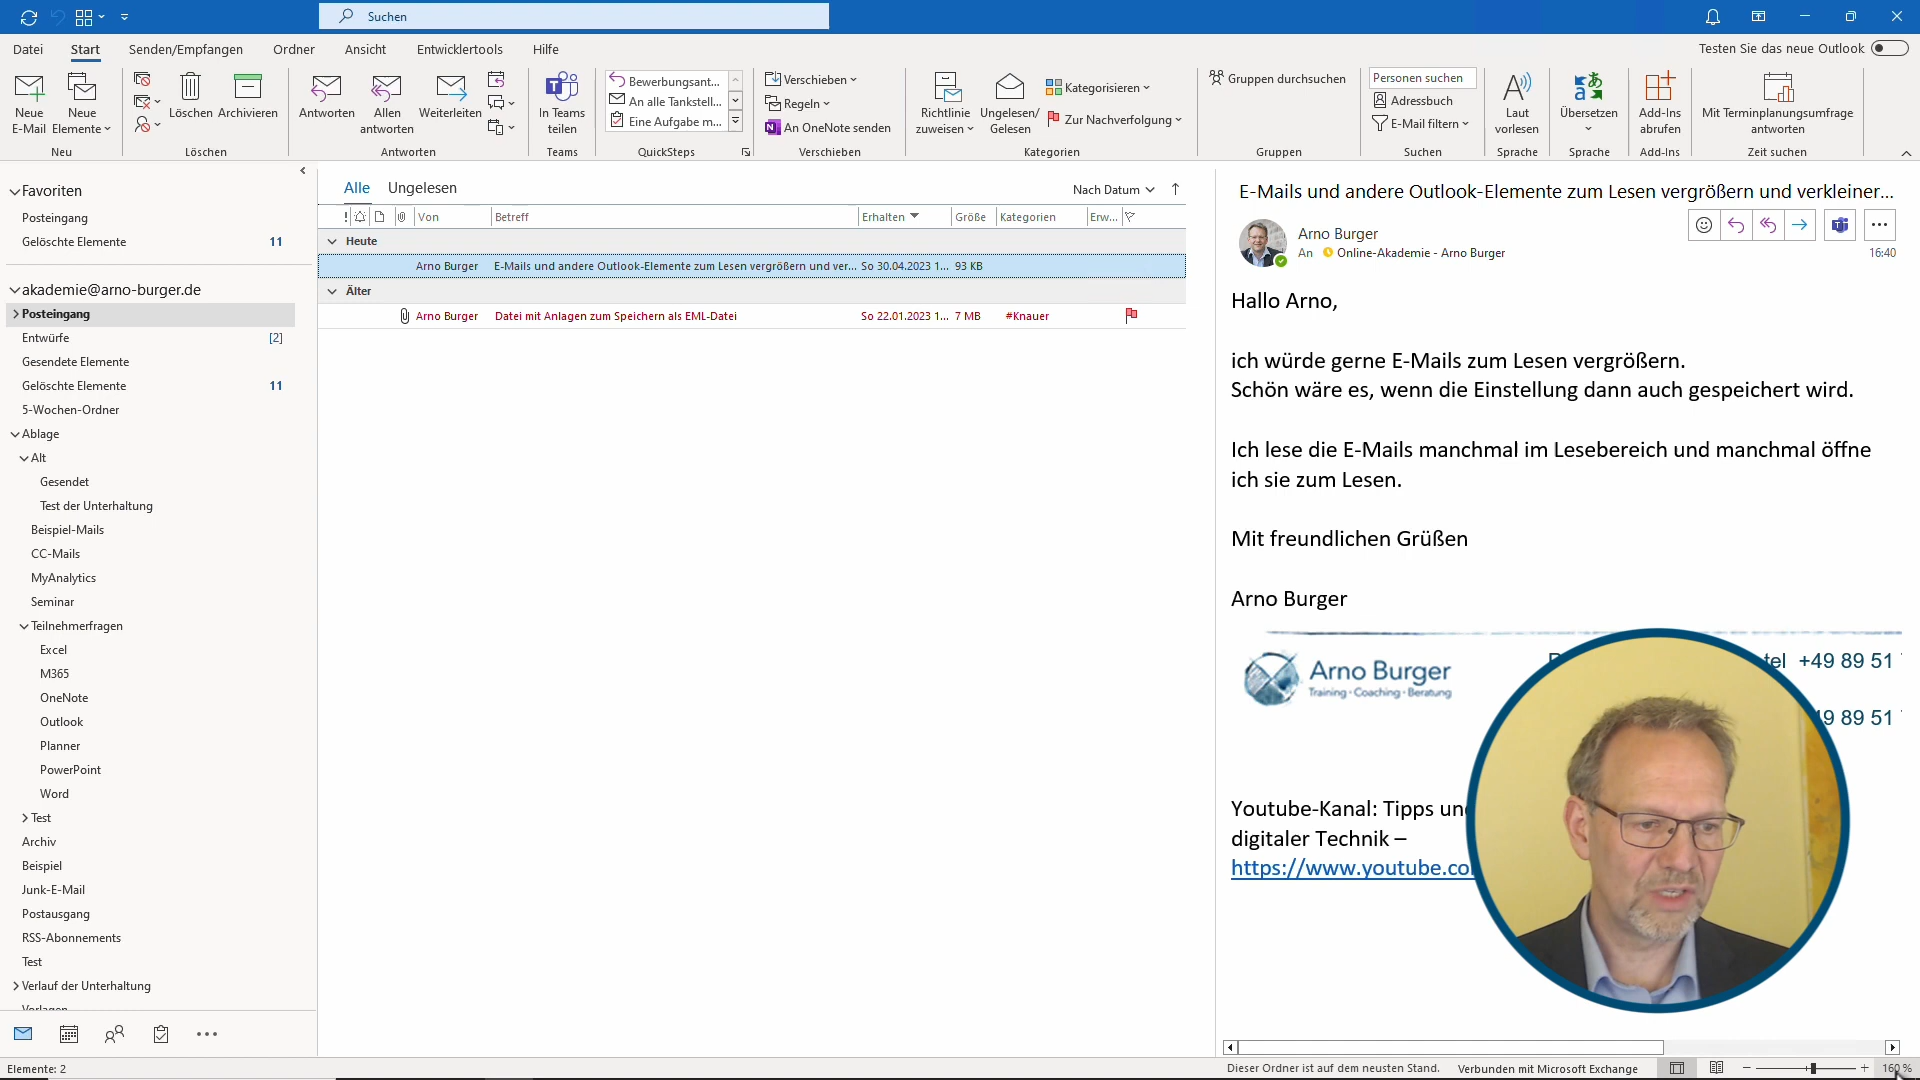 Suchen
Datei Start Senden/Empfangen Ordner Ansicht Entwicklertools Hilfe
Testen Sie das neue Outlook
Neue E-Mail
Neue Elemente
Neu
Löschen
Archivieren
Löschen
Antworten
Allen antworten
Weiterleiten
Antworten
In Teams teilen
Teams
Bewerbungsant...
An alle Tankstell...
Eine Aufgabe m...
QuickSteps
Verschieben
Regeln
An OneNote senden
Verschieben
Richtlinie zuweisen
Ungelesen/ Gelesen
Kategorisieren
Zur Nachverfolgung
Kategorien
Gruppen durchsuchen
Gruppen
Personen suchen
Adressbuch
E-Mail filtern
Suchen
Laut vorlesen
Sprache
Übersetzen
Sprache
Add-Ins abrufen
Add-Ins
Mit Terminplanungsumfrage antworten
Zeit suchen
Favoriten
Posteingang
Gelöschte Elemente 11
akademie@arno-burger.de
Posteingang
Entwürfe [2]
Gesendete Elemente
Gelöschte Elemente 11
5-Wochen-Ordner
Ablage
Alt
Gesendet
Test der Unterhaltung
Beispiel-Mails
CC-Mails
MyAnalytics
Seminar
Teilnehmerfragen
Excel
M365
OneNote
Outlook
Planner
PowerPoint
Word
Test
Archiv
Beispiel
Junk-E-Mail
Postausgang
RSS-Abonnements
Test
Verlauf der Unterhaltung
Alle Ungelesen
Nach Datum
Von Betreff Erhalten Größe Kategorien Erw...
Heute
Arno Burger E-Mails und andere Outlook-Elemente zum Lesen vergrößern und ver... So 30.04.2023 1... 93 KB
Älter
Arno Burger Datei mit Anlagen zum Speichern als EML-Datei So 22.01.2023 1... 7 MB #Knauer
E-Mails und andere Outlook-Elemente zum Lesen vergrößern und verkleiner...
Arno Burger
An Online-Akademie - Arno Burger
16:40
Hallo Arno,
ich würde gerne E-Mails zum Lesen vergrößern.
Schön wäre es, wenn die Einstellung dann auch gespeichert wird.
Ich lese die E-Mails manchmal im Lesebereich und manchmal öffne
ich sie zum Lesen.
Mit freundlichen Grüßen
Arno Burger
Arno Burger
Training · Coaching · Beratung
tel +49 89 51
49 89 51
Youtube-Kanal: Tipps und
digitaler Technik –
https://www.youtube.co
Elemente: 2
Dieser Ordner ist auf dem neusten Stand. Verbunden mit Microsoft Exchange 160 %